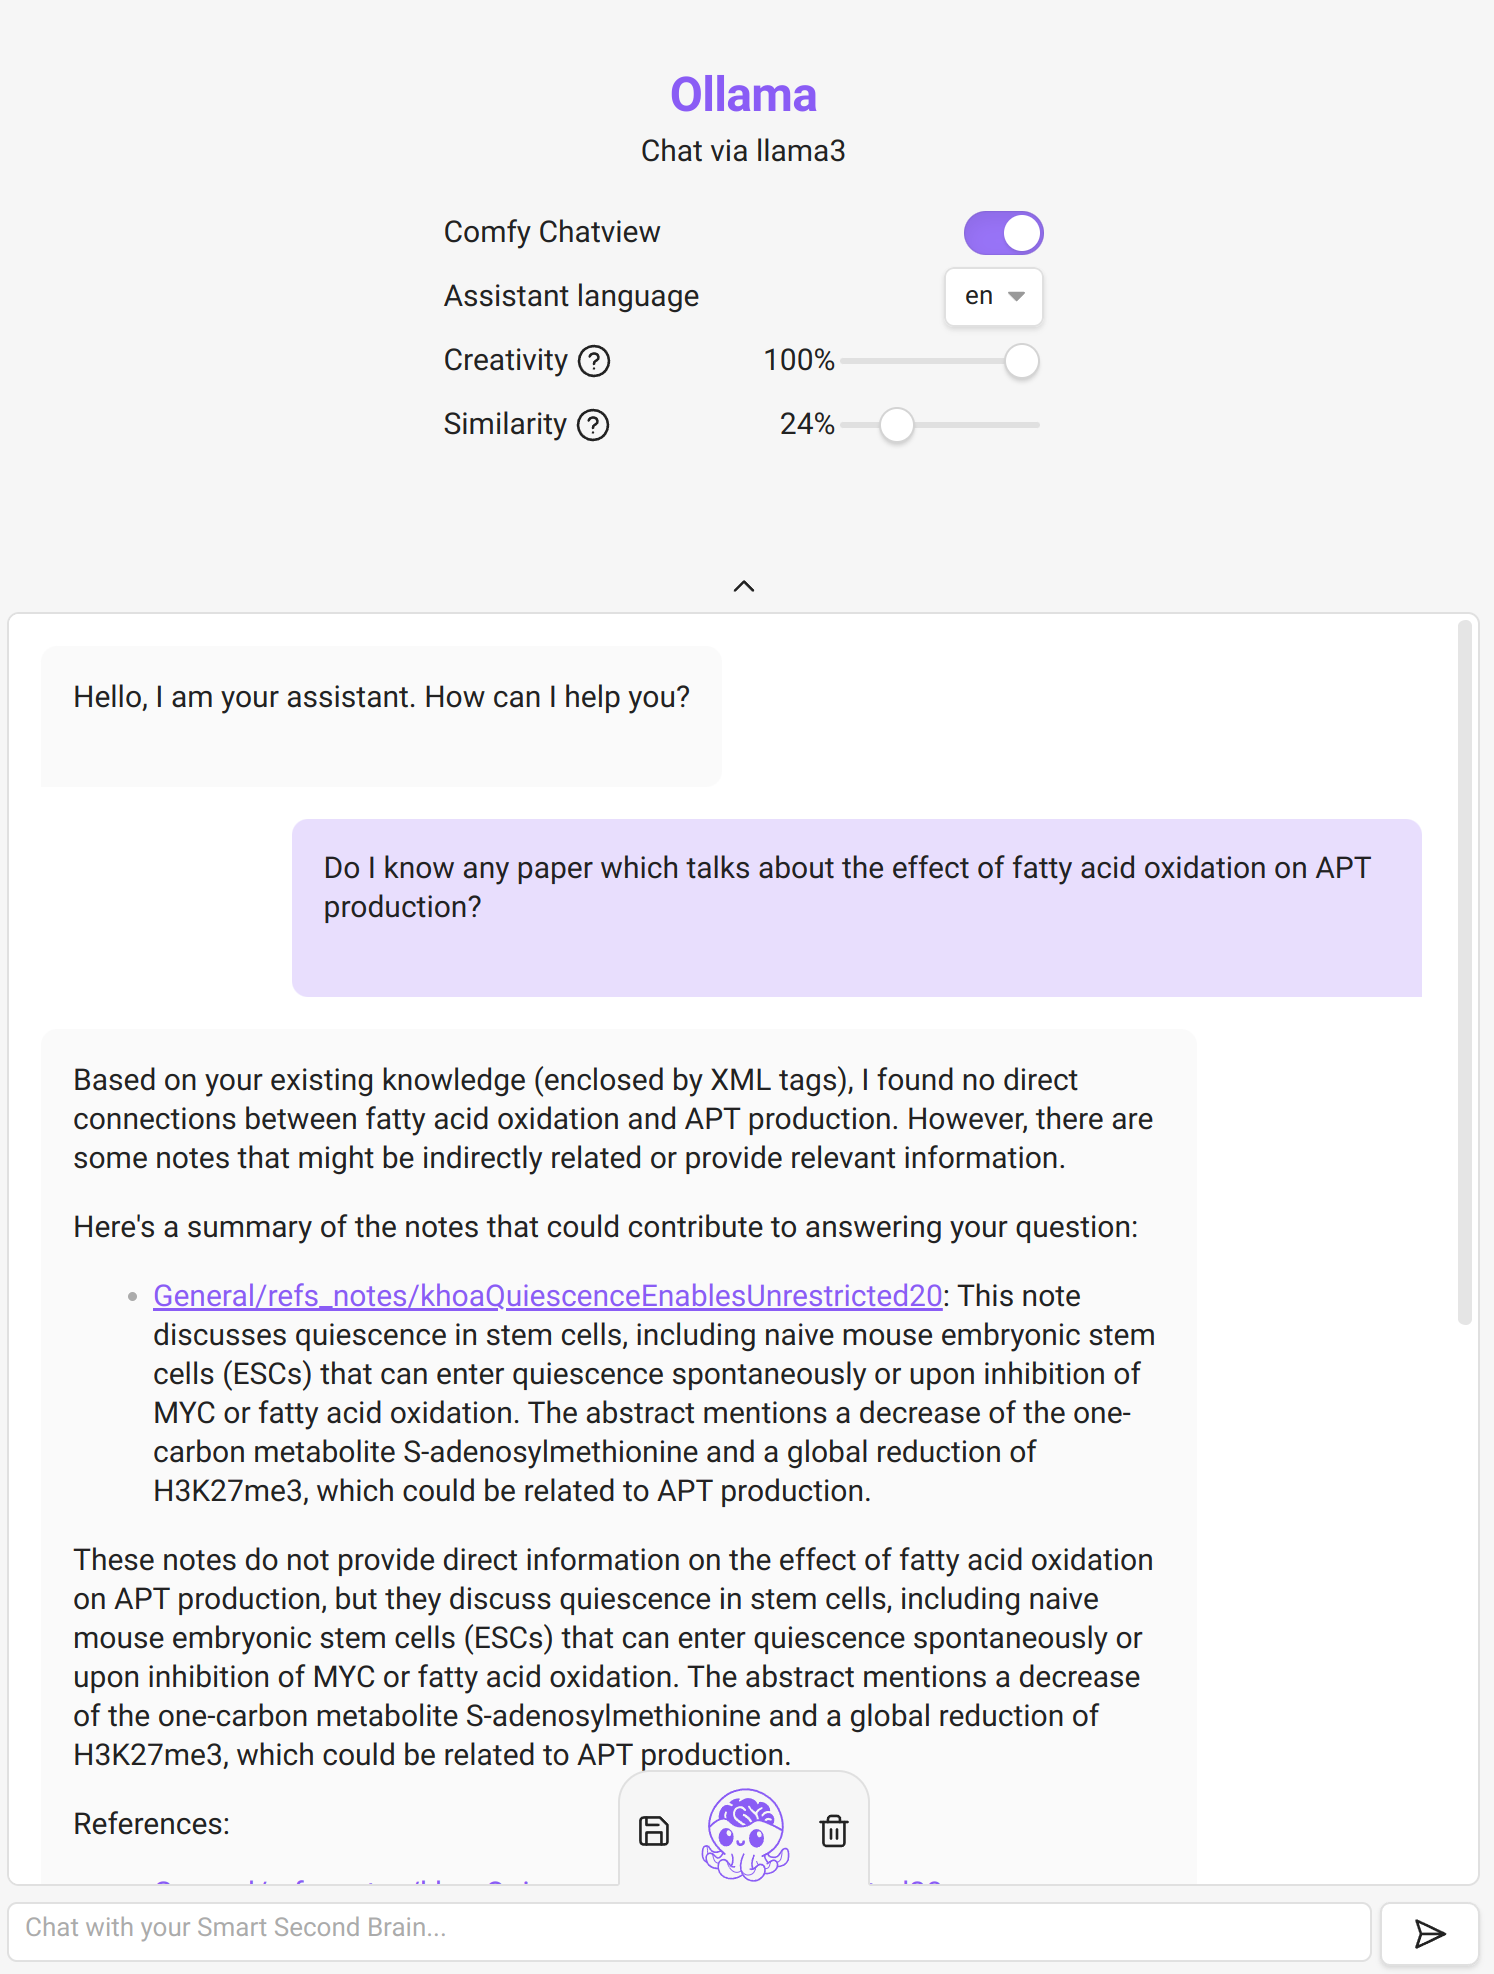 Ollama
Chat via llama3
Comfy Chatview
Assistant language
en
Creativity ?
100%
Similarity ?
24%
Hello, I am your assistant. How can I help you?
Do I know any paper which talks about the effect of fatty acid oxidation on APT
production?
Based on your existing knowledge (enclosed by XML tags), I found no direct
connections between fatty acid oxidation and APT production. However, there are
some notes that might be indirectly related or provide relevant information.
Here's a summary of the notes that could contribute to answering your question:
General/refs_notes/khoaQuiescenceEnablesUnrestricted20: This note
discusses quiescence in stem cells, including naive mouse embryonic stem
cells (ESCs) that can enter quiescence spontaneously or upon inhibition of
MYC or fatty acid oxidation. The abstract mentions a decrease of the one-
carbon metabolite S-adenosylmethionine and a global reduction of
H3K27me3, which could be related to APT production.
These notes do not provide direct information on the effect of fatty acid oxidation
on APT production, but they discuss quiescence in stem cells, including naive
mouse embryonic stem cells (ESCs) that can enter quiescence spontaneously or
upon inhibition of MYC or fatty acid oxidation. The abstract mentions a decrease
of the one-carbon metabolite S-adenosylmethionine and a global reduction of
H3K27me3, which could be related to APT production.
References:
Chat with your Smart Second Brain...